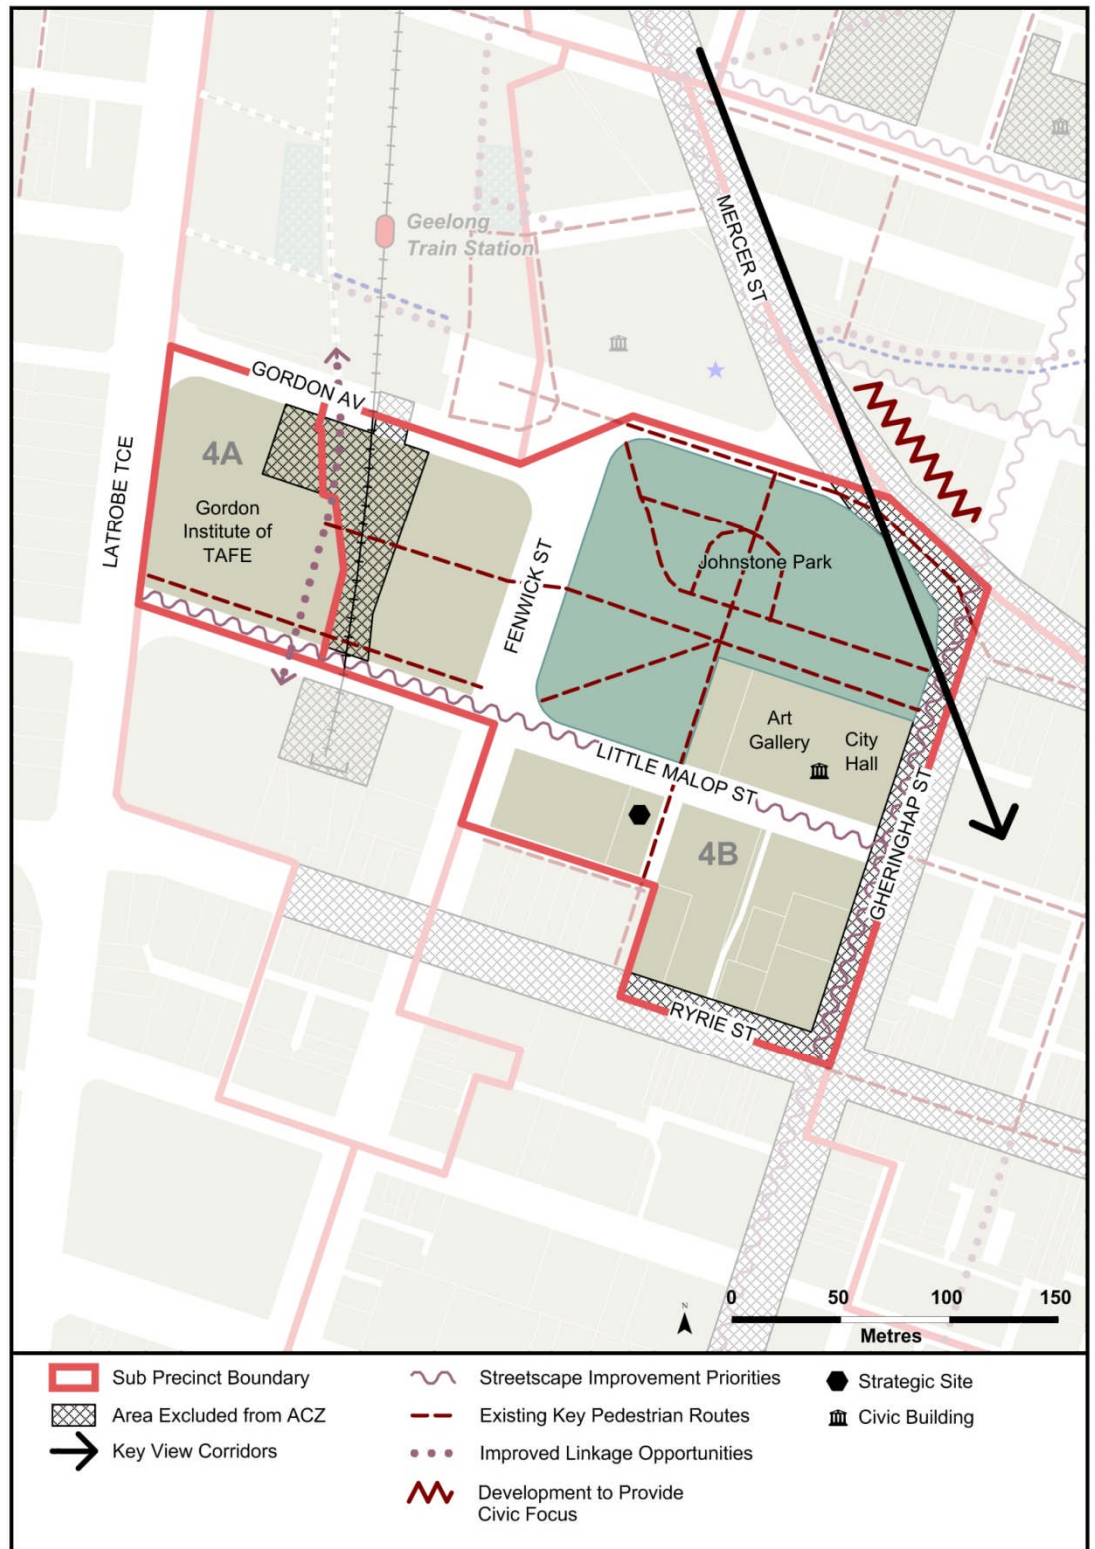 MERCER ST
Geelong
Train Station
GORDON AV
4A
LATROBE TCE
Gordon
Institute of
TAFE
FENWICK ST
Johnstone Park
Art
Gallery
City
Hall
LITTLE MALOP ST
4B
GHERINGHAP ST
RYRIE ST
N
0 50 100 150
Metres
Sub Precinct Boundary
Area Excluded from ACZ
Key View Corridors
Streetscape Improvement Priorities
Existing Key Pedestrian Routes
Improved Linkage Opportunities
Development to Provide
Civic Focus
Strategic Site
Civic Building